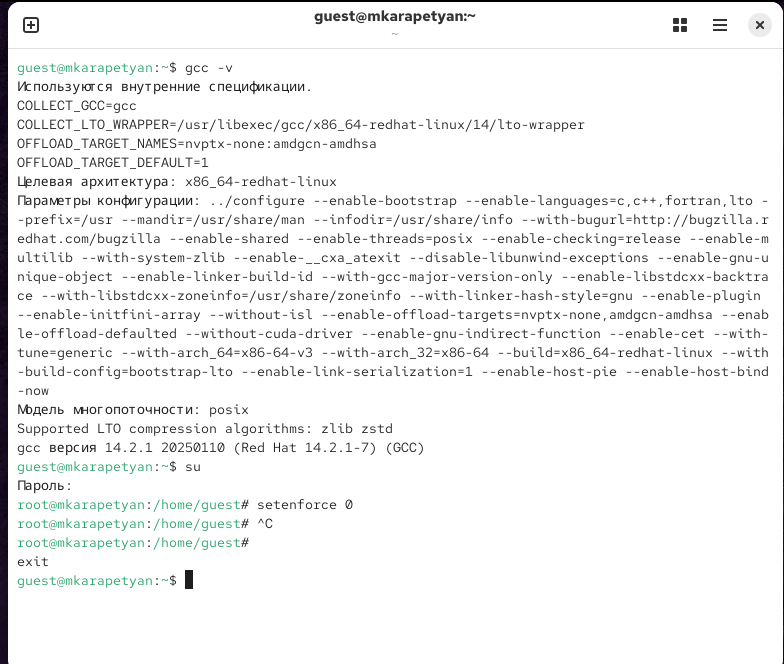 guest@mkarapetyan:~
~
guest@mkarapetyan:~$ gcc -v
Используются внутренние спецификации.
COLLECT_GCC=gcc
COLLECT_LTO_WRAPPER=/usr/libexec/gcc/x86_64-redhat-linux/14/lto-wrapper
OFFLOAD_TARGET_NAMES=nvptx-none:amdgcn-amdhsa
OFFLOAD_TARGET_DEFAULT=1
Целевая архитектура: x86_64-redhat-linux
Параметры конфигурации: ../configure --enable-bootstrap --enable-languages=c,c++,fortran,lto -
-prefix=/usr --mandir=/usr/share/man --infodir=/usr/share/info --with-bugurl=http://bugzilla.r
edhat.com/bugzilla --enable-shared --enable-threads=posix --enable-checking=release --enable-m
ultilib --with-system-zlib --enable-__cxa_atexit --disable-libunwind-exceptions --enable-gnu-u
nique-object --enable-linker-build-id --with-gcc-major-version-only --enable-libstdcxx-backtra
ce --with-libstdcxx-zoneinfo=/usr/share/zoneinfo --with-linker-hash-style=gnu --enable-plugin
--enable-initfini-array --without-isl --enable-offload-targets=nvptx-none,amdgcn-amdhsa --enab
le-offload-defaulted --without-cuda-driver --enable-gnu-indirect-function --enable-cet --with-
tune=generic --with-arch_64=x86-64-v3 --with-arch_32=x86-64 --build=x86_64-redhat-linux --with
-build-config=bootstrap-lto --enable-link-serialization=1 --enable-host-pie --enable-host-bind
-now
Модель многопоточности: posix
Supported LTO compression algorithms: zlib zstd
gcc версия 14.2.1 20250110 (Red Hat 14.2.1-7) (GCC)
guest@mkarapetyan:~$ su
Пароль:
root@mkarapetyan:/home/guest# setenforce 0
root@mkarapetyan:/home/guest# ^C
root@mkarapetyan:/home/guest#
exit
guest@mkarapetyan:~$